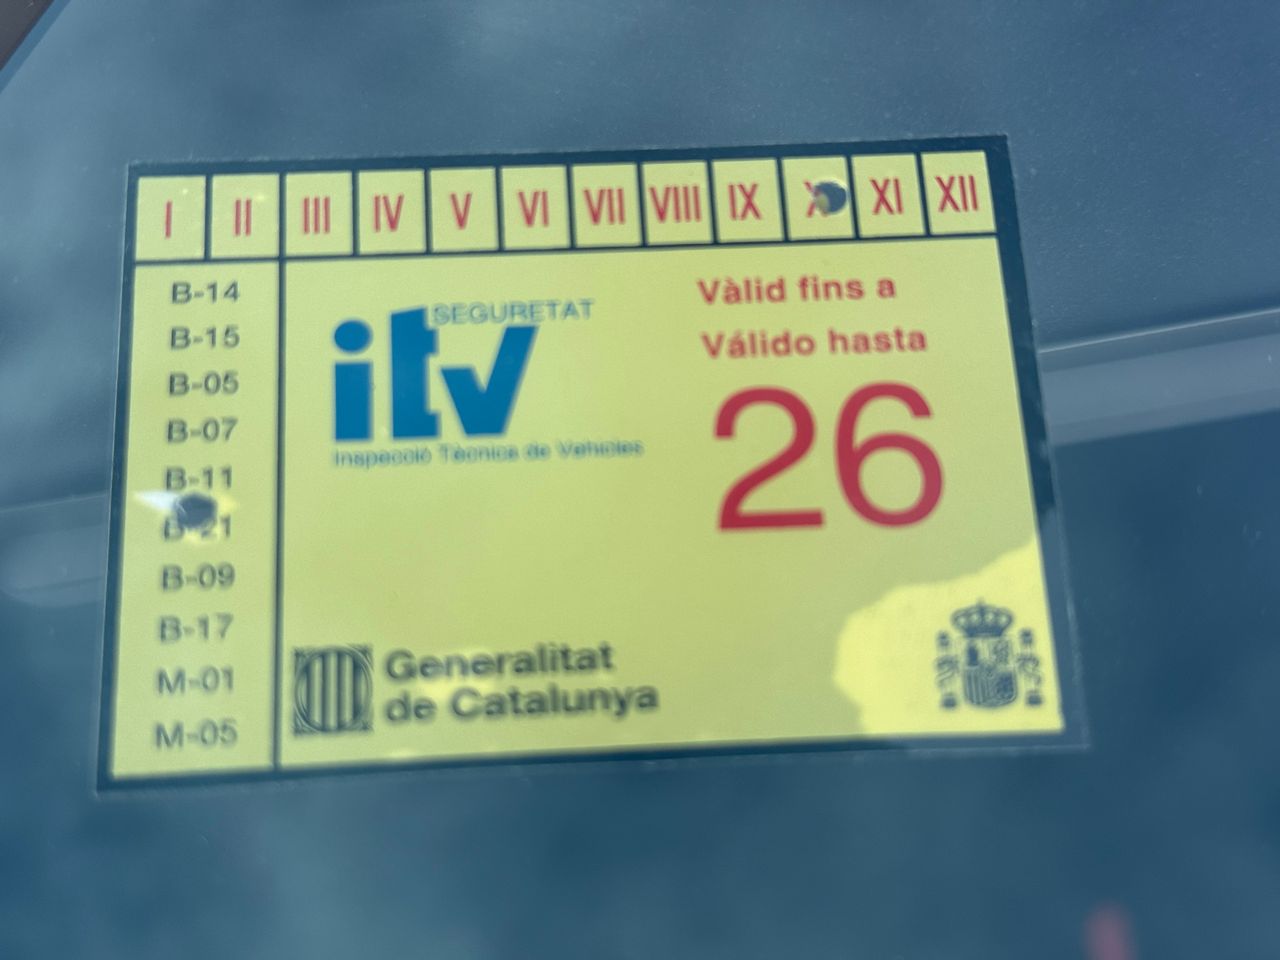 I II III IV V VI VII VIII IX X XI XII
B-14
B-15
B-05
B-07
B-11
B-21
B-09
B-17
M-01
M-05
SEGURETAT
itv
Inspecció Tècnica de Vehicles
Vàlid fins a
Válido hasta
26
Generalitat
de Catalunya